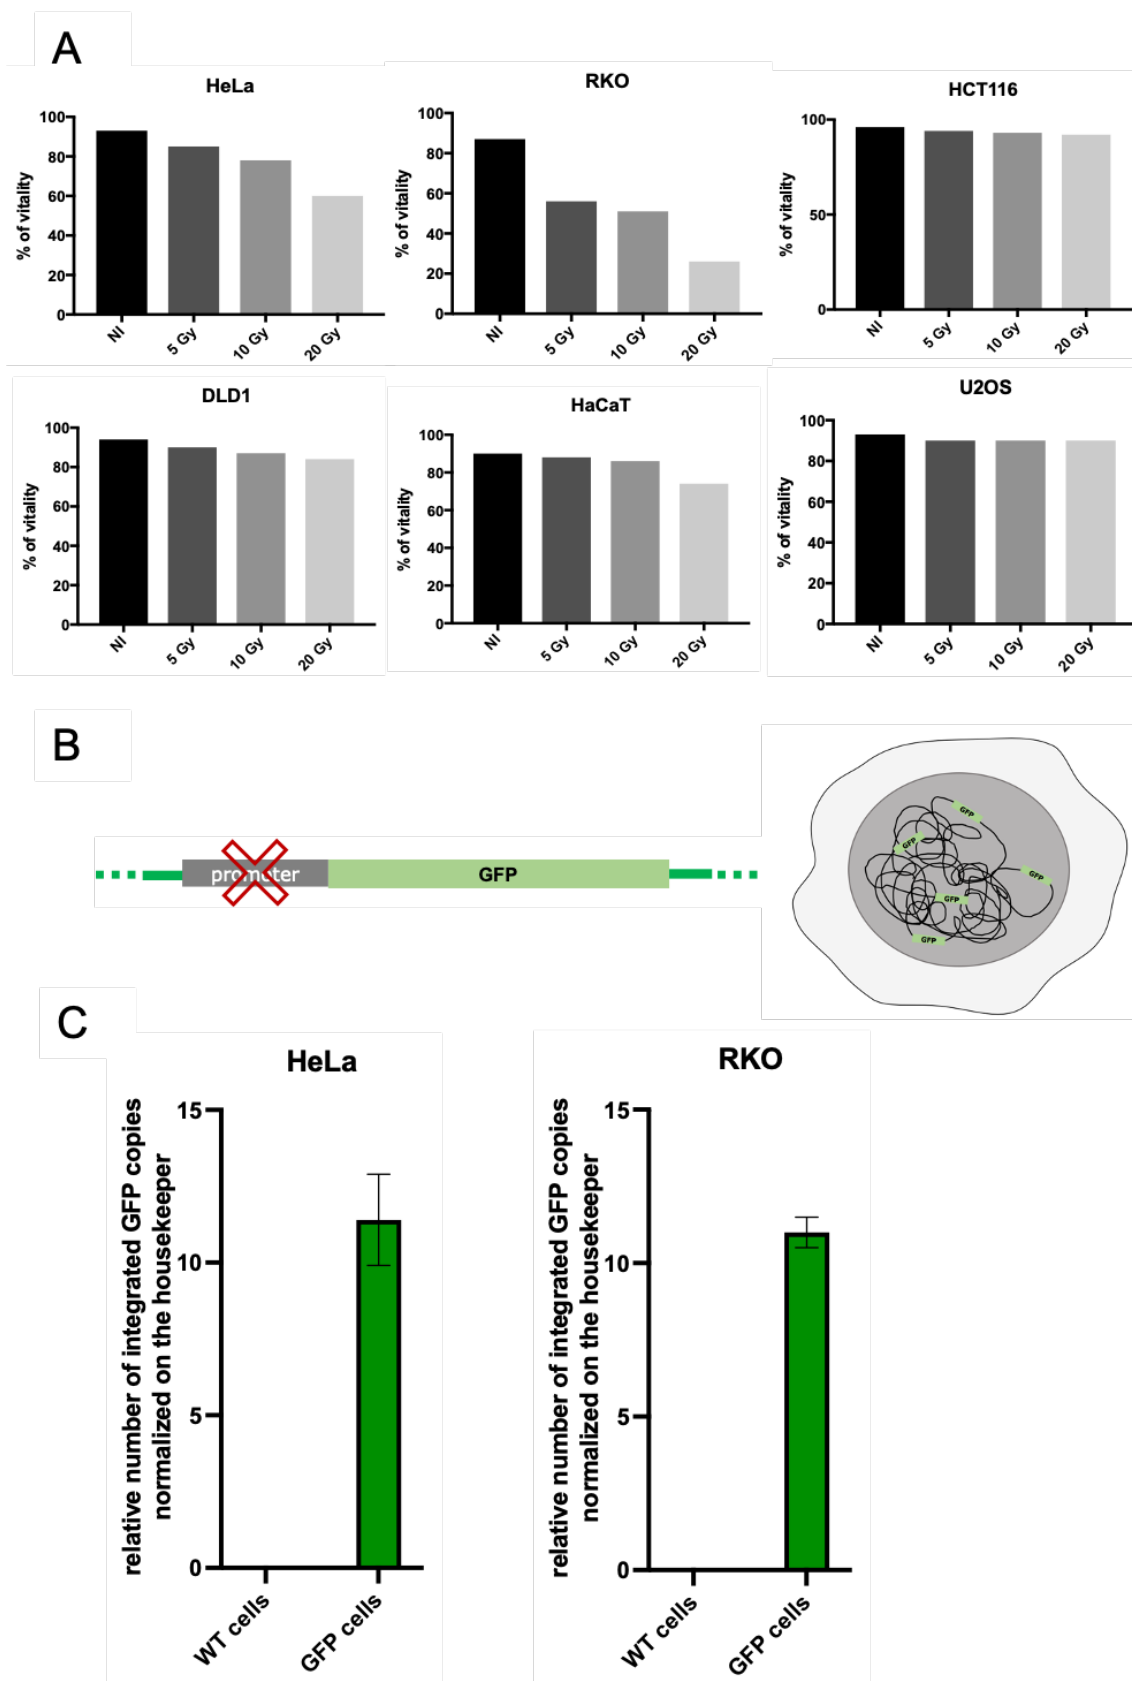 A
HeLa
% of vitality
100
80
60
40
20
0
NI
5 Gy
10 Gy
20 Gy
RKO
% of vitality
100
80
60
40
20
0
NI
5 Gy
10 Gy
20 Gy
HCT116
% of vitality
100
50
0
NI
5 Gy
10 Gy
20 Gy
DLD1
% of vitality
100
80
60
40
20
0
NI
5 Gy
10 Gy
20 Gy
HaCaT
% of vitality
100
80
60
40
20
0
NI
5 Gy
10 Gy
20 Gy
U2OS
% of vitality
100
80
60
40
20
0
NI
5 Gy
10 Gy
20 Gy
B
promoter
GFP
GFP
GFP
GFP
GFP
GFP
C
HeLa
relative number of integrated GFP copies
normalized on the housekeeper
15
10
5
0
WT cells
GFP cells
RKO
relative number of integrated GFP copies
normalized on the housekeeper
15
10
5
0
WT cells
GFP cells